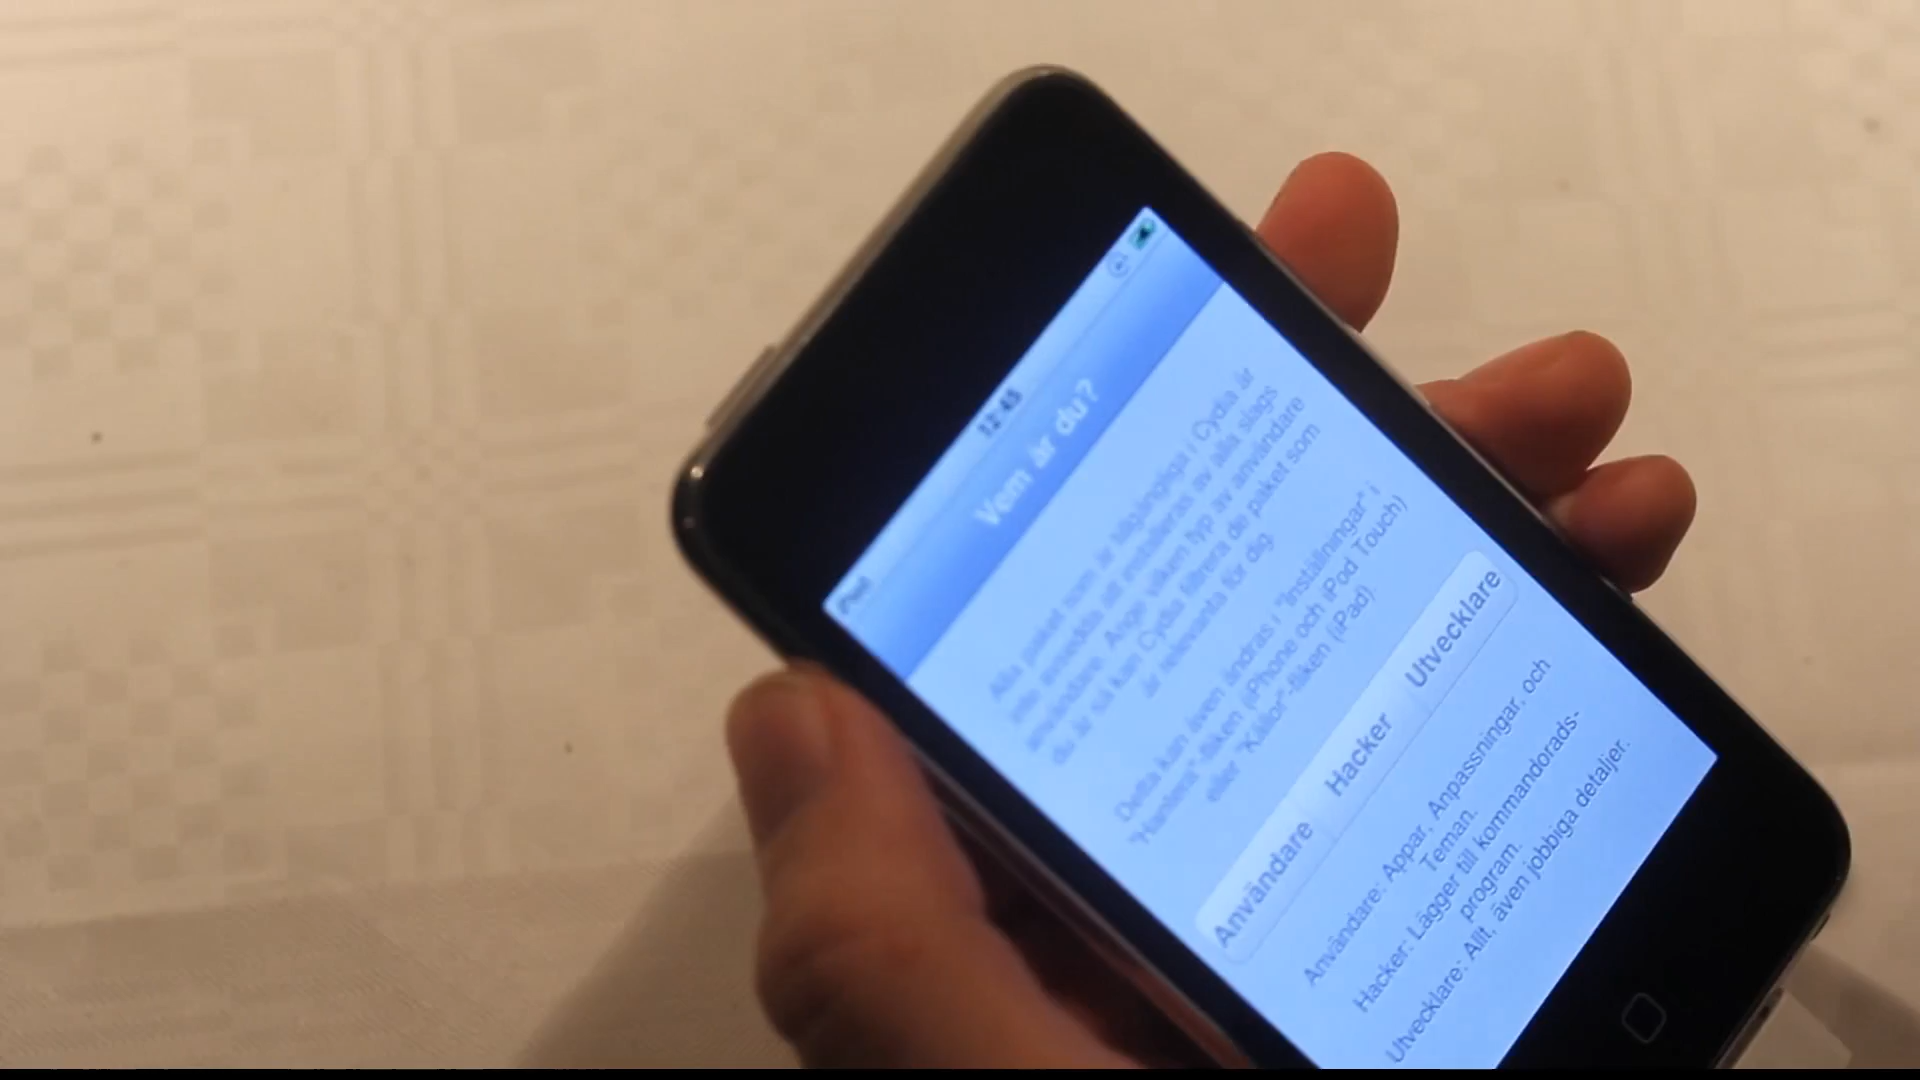 iPod 12:43
Vem är du?
Alla paket som är tillgängliga i Cydia är
inte avsedda att installeras av alla slags
användare. Ange vilken typ av användare
du är så kan Cydia filtrera de paket som
är relevanta för dig
Detta kan även ändras i "Inställningar" i
"Hantera"-fliken (iPhone och iPod Touch)
eller "Källor"-fliken (iPad).
Användare Hacker Utvecklare
Användare: Appar, Anpassningar, och
Teman.
Hacker: Lägger till kommandorads-
program.
Utvecklare: Allt, även jobbiga detaljer.